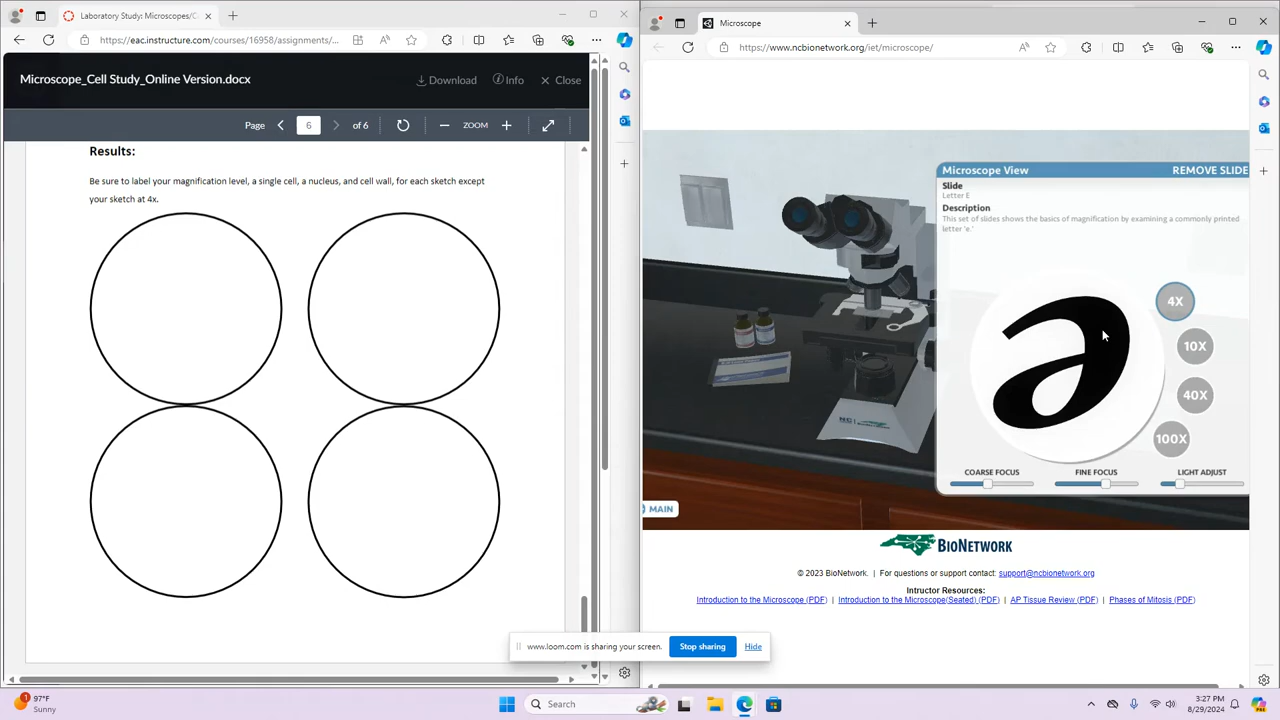 Laboratory Study: Microscopes/C
https://eac.instructure.com/courses/16958/assignments/...
Microscope_Cell Study_Online Version.docx
Download
Info
Close
Page
6
of 6
ZOOM
Results:
Be sure to label your magnification level, a single cell, a nucleus, and cell wall, for each sketch except
your sketch at 4x.
Microscope
https://www.ncbionetwork.org/iet/microscope/
Microscope View
REMOVE SLIDE
Slide
Letter E
Description
This set of slides shows the basics of magnification by examining a commonly printed
letter 'e.'
4X
10X
40X
100X
COARSE FOCUS
FINE FOCUS
LIGHT ADJUST
MAIN
BIONETWORK
© 2023 BioNetwork. | For questions or support contact: support@ncbionetwork.org
Intructor Resources:
Introduction to the Microscope (PDF) | Introduction to the Microscope(Seated) (PDF) | AP Tissue Review (PDF) | Phases of Mitosis (PDF)
www.loom.com is sharing your screen.
Stop sharing
Hide
1
97°F
Sunny
Search
3:27 PM
8/29/2024